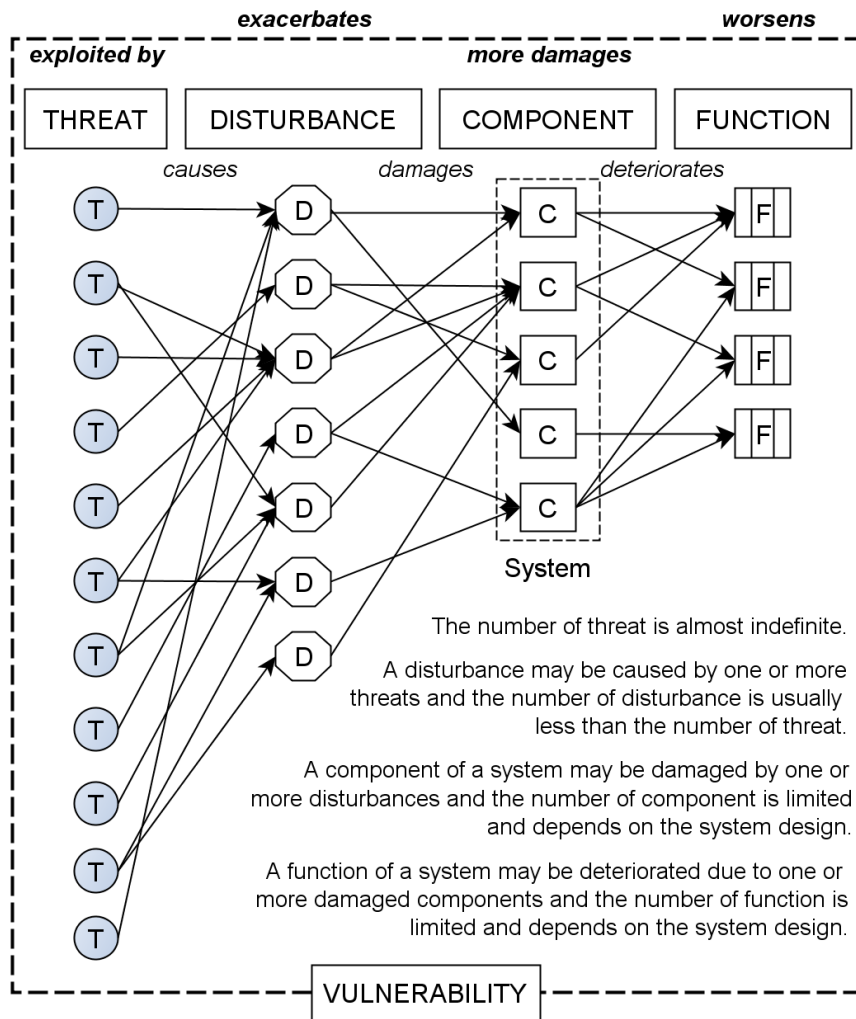 exacerbates worsens
exploited by more damages
THREAT DISTURBANCE COMPONENT FUNCTION
causes damages deteriorates
T D C F
T D C F
T D C F
T D C F
T D C
T D
T D
T
T
T
T
System
The number of threat is almost indefinite.
A disturbance may be caused by one or more
threats and the number of disturbance is usually
less than the number of threat.
A component of a system may be damaged by one or
more disturbances and the number of component is limited
and depends on the system design.
A function of a system may be deteriorated due to one or
more damaged components and the number of function is
limited and depends on the system design.
VULNERABILITY